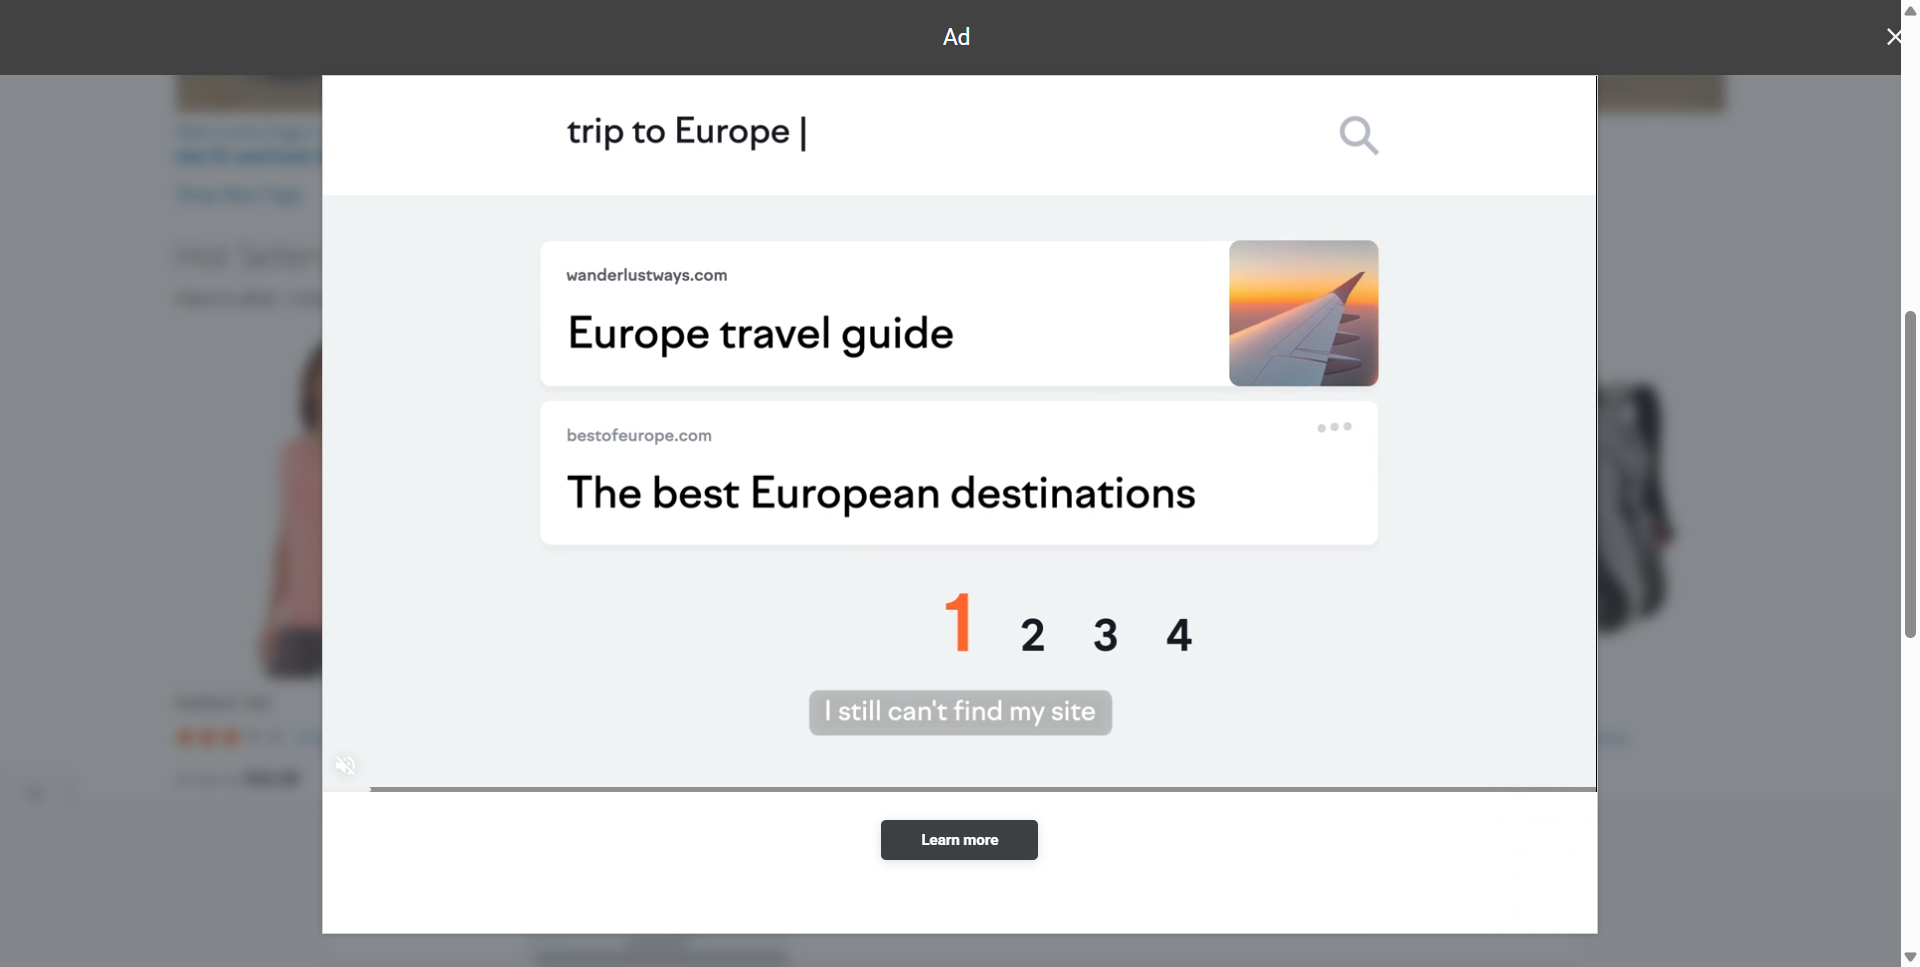 Ad
trip to Europe |
wanderlustways.com
Europe travel guide
bestofeurope.com
The best European destinations
1 2 3 4
I still can't find my site
Learn more